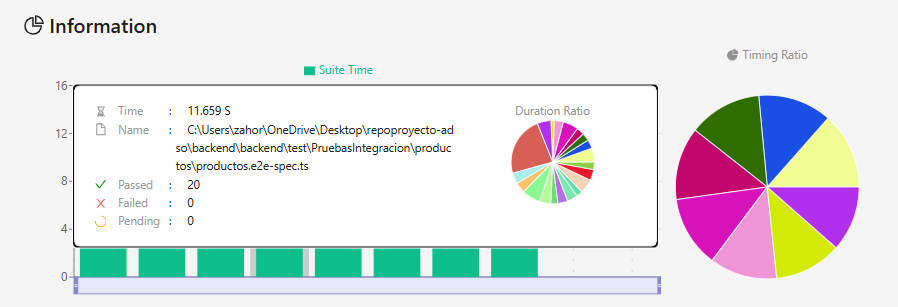 Information
Suite Time
Timing Ratio
16
12
8
4
0
Time : 11.659 S
Name : C:\Users\zahor\OneDrive\Desktop\repoproyecto-ad
so\backend\backend\test\PruebasIntegracion\produc
tos\productos.e2e-spec.ts
Passed : 20
Failed : 0
Pending : 0
Duration Ratio